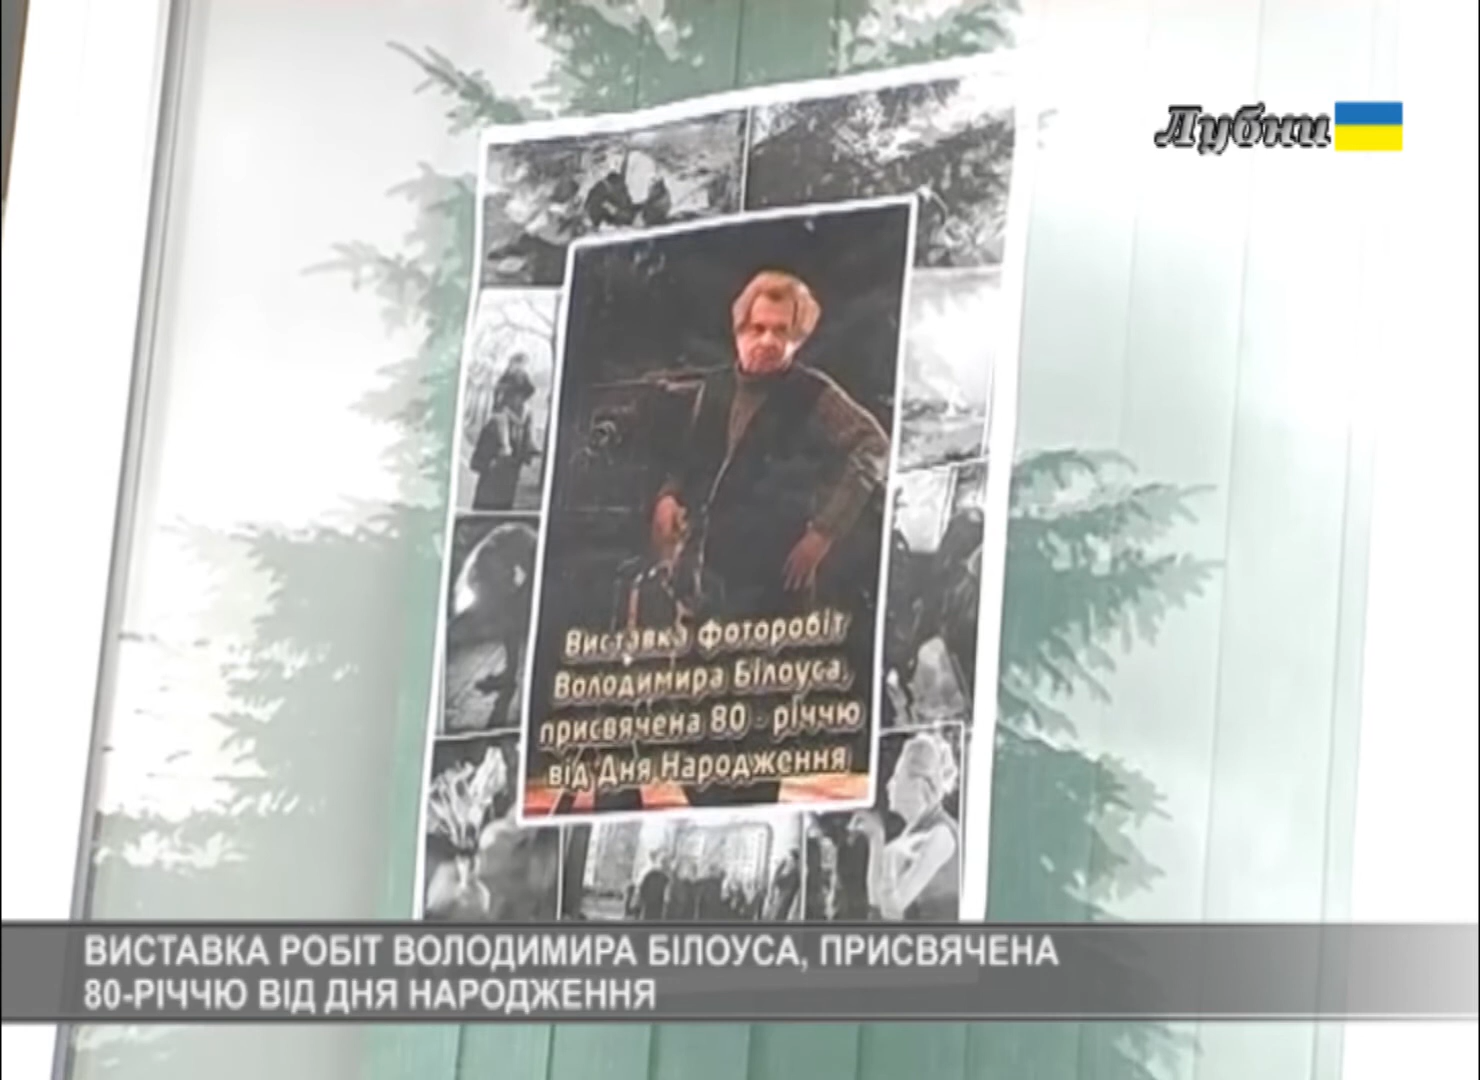 Лубни
Виставка фоторобіт
Володимира Білоуса,
присвячена 80 - річчю
від Дня Народження
ВИСТАВКА РОБІТ ВОЛОДИМИРА БІЛОУСА, ПРИСВЯЧЕНА
80-РІЧЧЮ ВІД ДНЯ НАРОДЖЕННЯ